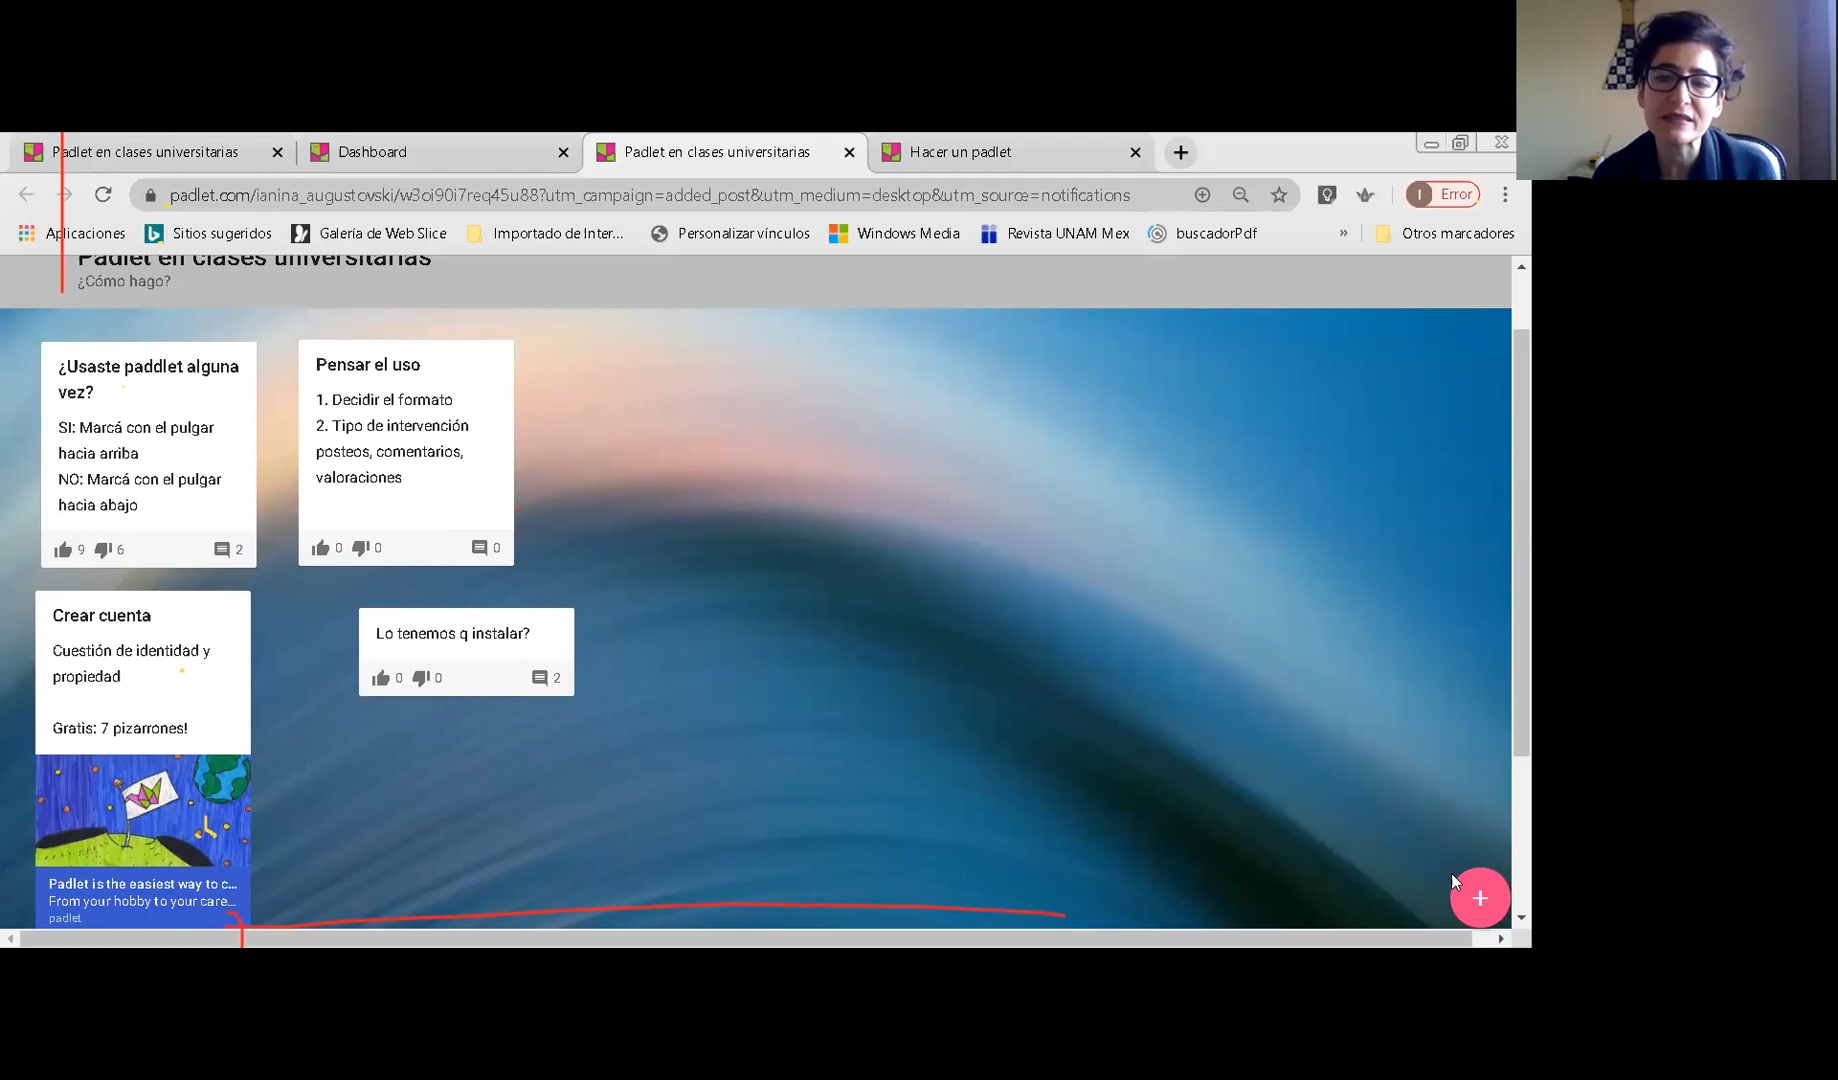 Padlet en clases universitarias
Dashboard
Padlet en clases universitarias
Hacer un padlet
padlet.com/ianina_augustovski/w3oi90i7req45u88?utm_campaign=added_post&utm_medium=desktop&utm_source=notifications
I Error
Aplicaciones
Sitios sugeridos
Galería de Web Slice
Importado de Inter...
Personalizar vínculos
Windows Media
Revista UNAM Mex
buscadorPdf
»
Otros marcadores
Padlet en clases universitarias
¿Cómo hago?
¿Usaste paddlet alguna
vez?
SI: Marcá con el pulgar
hacia arriba
NO: Marcá con el pulgar
hacia abajo
9 6 2
Pensar el uso
1. Decidir el formato
2. Tipo de intervención
posteos, comentarios,
valoraciones
0 0 0
Crear cuenta
Cuestión de identidad y
propiedad
Gratis: 7 pizarrones!
Padlet is the easiest way to c...
From your hobby to your care...
padlet
Lo tenemos q instalar?
0 0 2